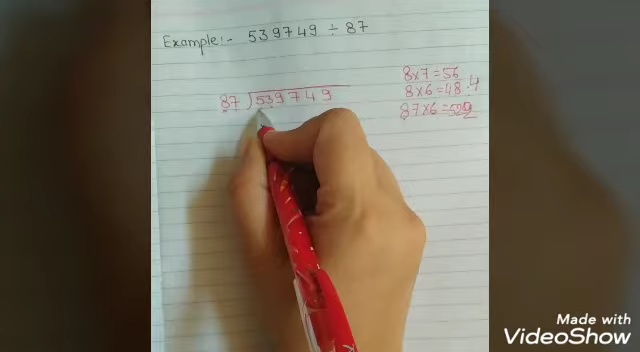 Example:- 539749 ÷ 87
8x7=56
8x6=48
87x6=522
87)539749
Made with
VideoShow